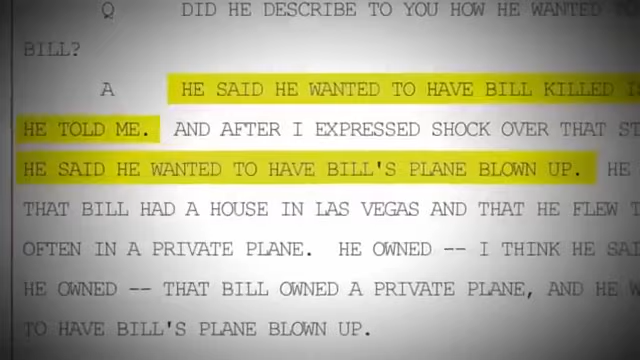 Q DID HE DESCRIBE TO YOU HOW HE WANTED TO
BILL?
A HE SAID HE WANTED TO HAVE BILL KILLED
HE TOLD ME. AND AFTER I EXPRESSED SHOCK OVER THAT
HE SAID HE WANTED TO HAVE BILL'S PLANE BLOWN UP. HE
THAT BILL HAD A HOUSE IN LAS VEGAS AND THAT HE FLEW
OFTEN IN A PRIVATE PLANE. HE OWNED -- I THINK HE SAI
HE OWNED -- THAT BILL OWNED A PRIVATE PLANE, AND HE W
TO HAVE BILL'S PLANE BLOWN UP.